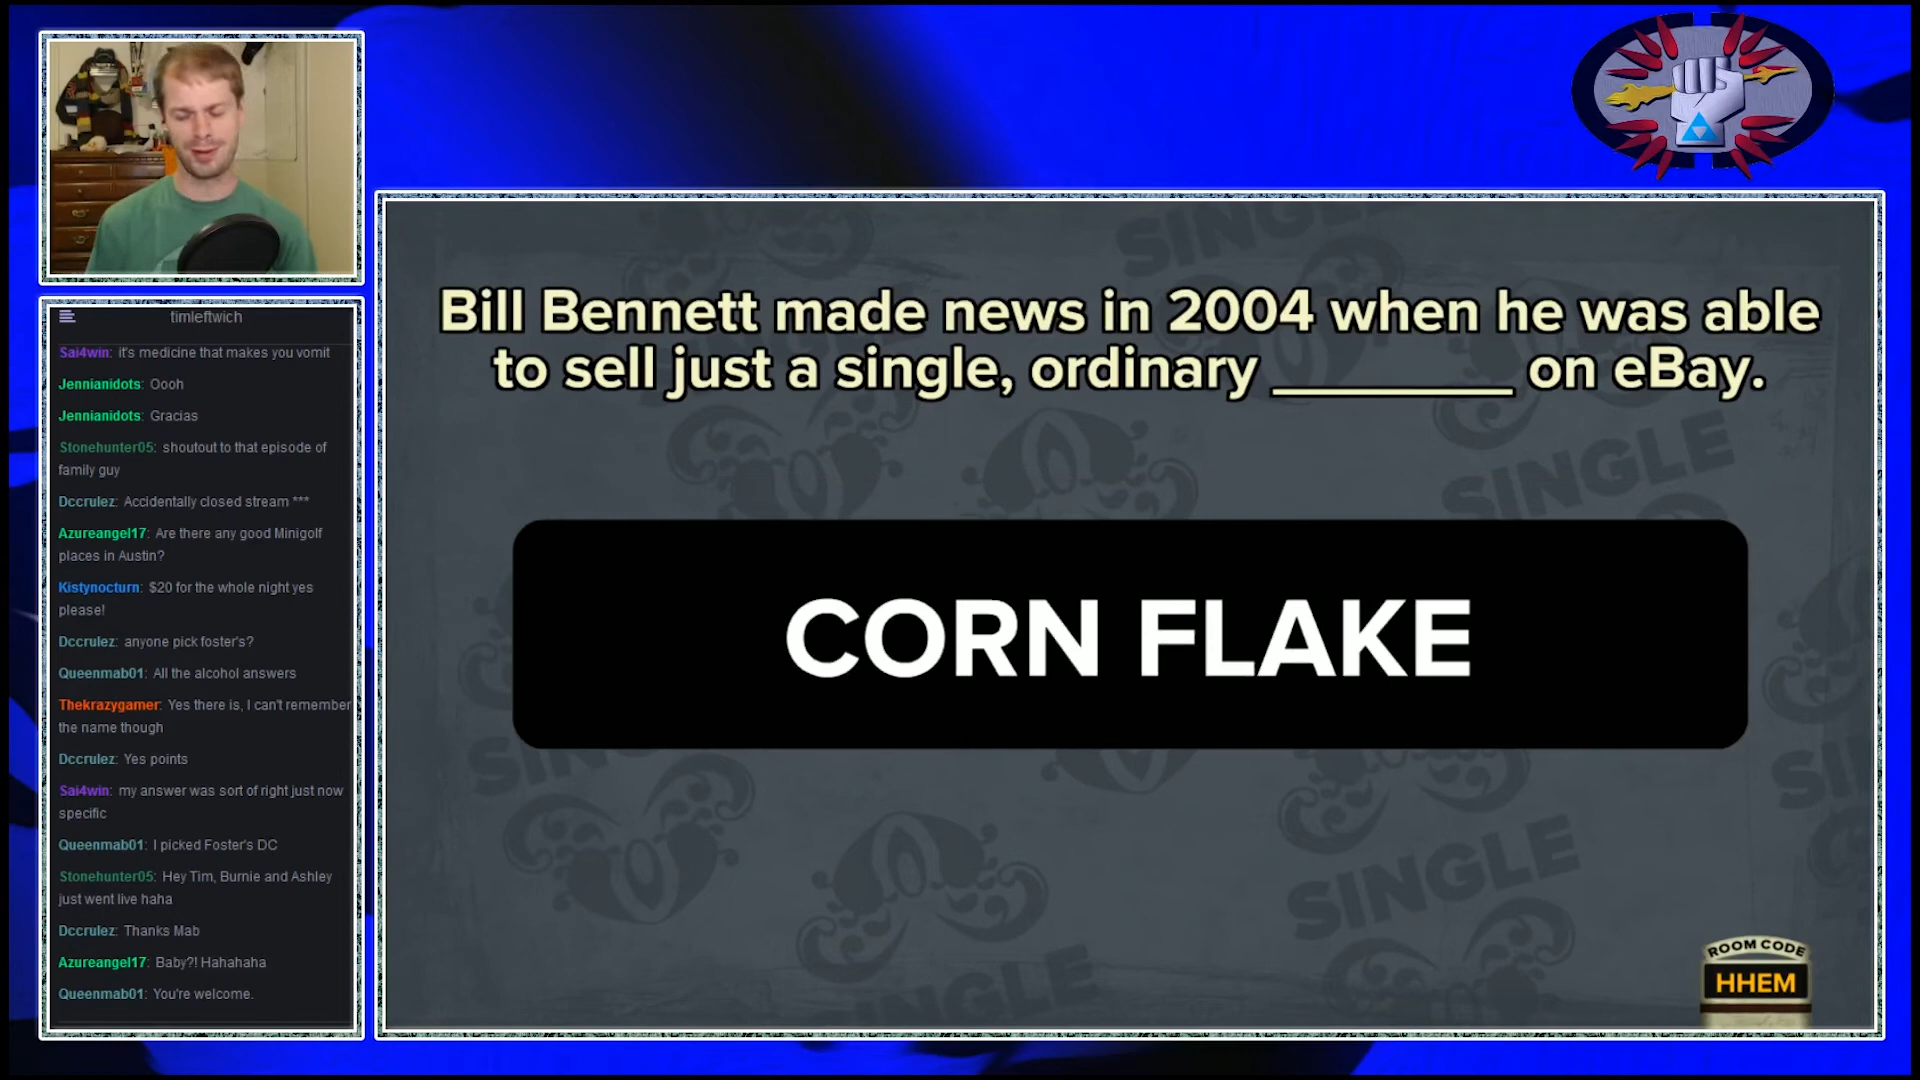 timleftwich
Sai4win: it's medicine that makes you vomit
Jennianidots: Oooh
Jennianidots: Gracias
Stonehunter05: shoutout to that episode of
family guy
Dccrulez: Accidentally closed stream ***
Azureangel17: Are there any good Minigolf
places in Austin?
Kistynocturn: $20 for the whole night yes
please!
Dccrulez: anyone pick foster's?
Queenmab01: All the alcohol answers
Thekrazygamer: Yes there is, I can't remember
the name though
Dccrulez: Yes points
Sai4win: my answer was sort of right just now
specific
Queenmab01: I picked Foster's DC
Stonehunter05: Hey Tim, Burnie and Ashley
just went live haha
Dccrulez: Thanks Mab
Azureangel17: Baby?! Hahahaha
Queenmab01: You're welcome.
Bill Bennett made news in 2004 when he was able
to sell just a single, ordinary ________ on eBay.
CORN FLAKE
SINGLE
SINGLE
SINGLE
SINGLE
SINGLE
ROOM CODE
HHEM